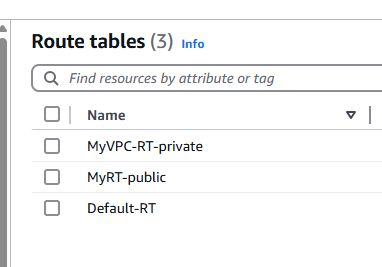 Route tables (3) Info
Find resources by attribute or tag
Name
MyVPC-RT-private
MyRT-public
Default-RT